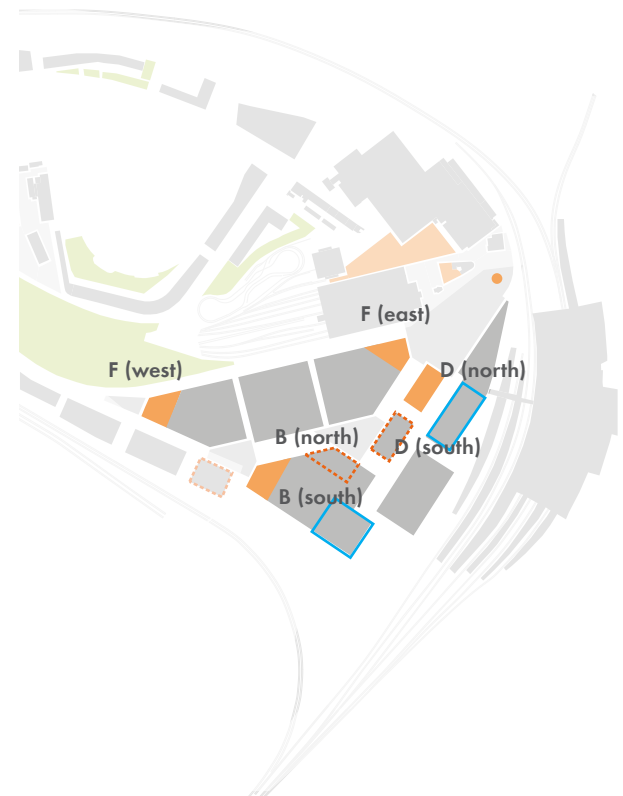 F (east)
F (west)
D (north)
B (north)
D (south)
B (south)